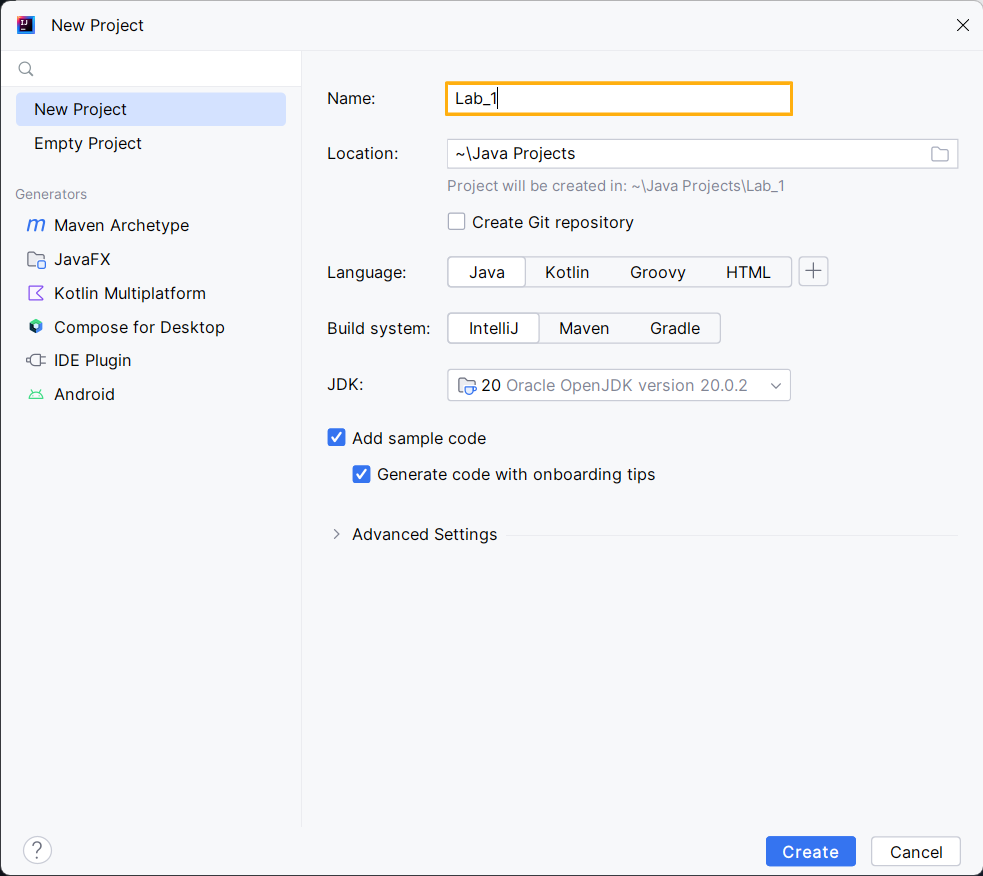 New Project
New Project
Empty Project
Generators
Maven Archetype
JavaFX
Kotlin Multiplatform
Compose for Desktop
IDE Plugin
Android
Name: Lab_1
Location: ~\Java Projects
Project will be created in: ~\Java Projects\Lab_1
Create Git repository
Language: Java Kotlin Groovy HTML
Build system: IntelliJ Maven Gradle
JDK: 20 Oracle OpenJDK version 20.0.2
Add sample code
Generate code with onboarding tips
Advanced Settings
? Create Cancel